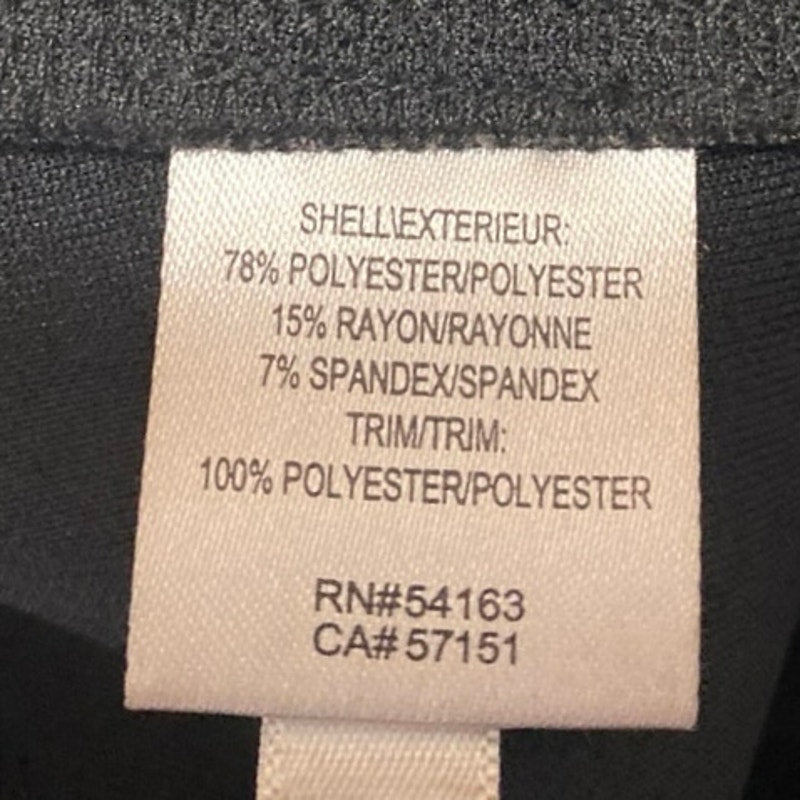 SHELL\EXTERIEUR:
78% POLYESTER/POLYESTER
15% RAYON/RAYONNE
7% SPANDEX/SPANDEX
TRIM/TRIM:
100% POLYESTER/POLYESTER
RN#54163
CA#57151